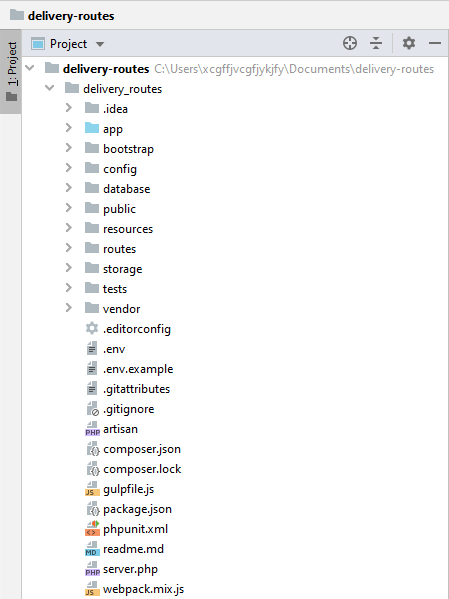 delivery-routes
Project
1: Project
delivery-routes C:\Users\xcgffjvcgfjykjfy\Documents\delivery-routes
delivery_routes
.idea
app
bootstrap
config
database
public
resources
routes
storage
tests
vendor
.editorconfig
.env
.env.example
.gitattributes
.gitignore
PHP artisan
composer.json
composer.lock
JS gulpfile.js
package.json
phpunit.xml
MD readme.md
PHP server.php
JS webpack.mix.js